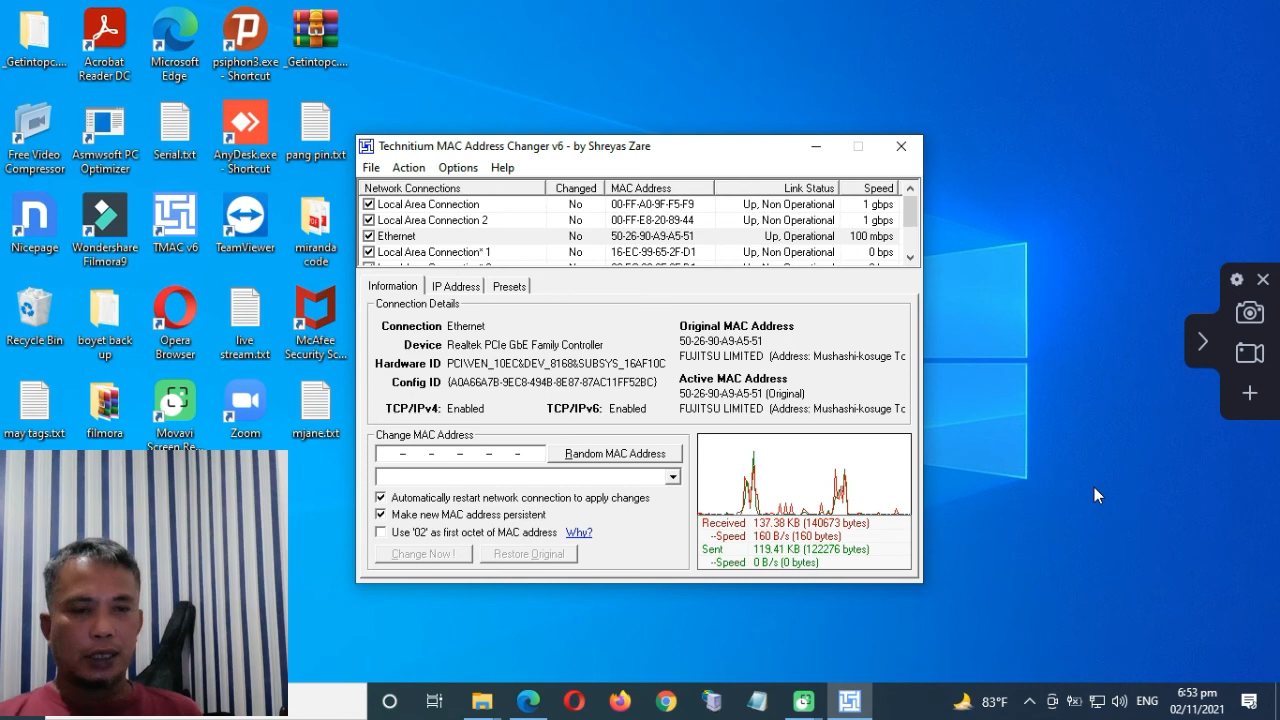 _Getintopc....
Acrobat
Reader DC
Microsoft
Edge
psiphon3.exe
- Shortcut
_Getintopc....
Free Video
Compressor
Asmwsoft PC
Optimizer
Serial.txt
AnyDesk.exe
- Shortcut
pang pin.txt
Nicepage
Wondershare
Filmora9
TMAC v6
TeamViewer
miranda
code
Recycle Bin
boyet back
up
Opera
Browser
live
stream.txt
McAfee
Security Sc...
may tags.txt
filmora
Movavi
Screen Re...
Zoom
mjane.txt
Technitium MAC Address Changer v6 - by Shreyas Zare
File Action Options Help
Network Connections Changed MAC Address Link Status Speed
Local Area Connection No 00-FF-A0-9F-F5-F9 Up, Non Operational 1 gbps
Local Area Connection 2 No 00-FF-E8-20-89-44 Up, Non Operational 1 gbps
Ethernet No 50-26-90-A9-A5-51 Up, Operational 100 mbps
Local Area Connection* 1 No 16-EC-99-65-2F-D1 Up, Non Operational 0 bps
Information IP Address Presets
Connection Details
Connection Ethernet
Device Realtek PCIe GbE Family Controller
Hardware ID PCI\VEN_10EC&DEV_8168&SUBSYS_16AF10C
Config ID {A0A66A7B-9EC8-494B-8E87-87AC11FF52BC}
TCP/IPv4: Enabled TCP/IPv6: Enabled
Original MAC Address
50-26-90-A9-A5-51
FUJITSU LIMITED (Address: Mushashi-kosuge Tc
Active MAC Address
50-26-90-A9-A5-51 (Original)
FUJITSU LIMITED (Address: Mushashi-kosuge Tc
Change MAC Address
– – – – –
Random MAC Address
Automatically restart network connection to apply changes
Make new MAC address persistent
Use '02' as first octet of MAC address Why?
Change Now ! Restore Original
Received 137.38 KB (140673 bytes)
--Speed 160 B/s (160 bytes)
Sent 119.41 KB (122276 bytes)
--Speed 0 B/s (0 bytes)
83°F
ENG
6:53 pm
02/11/2021